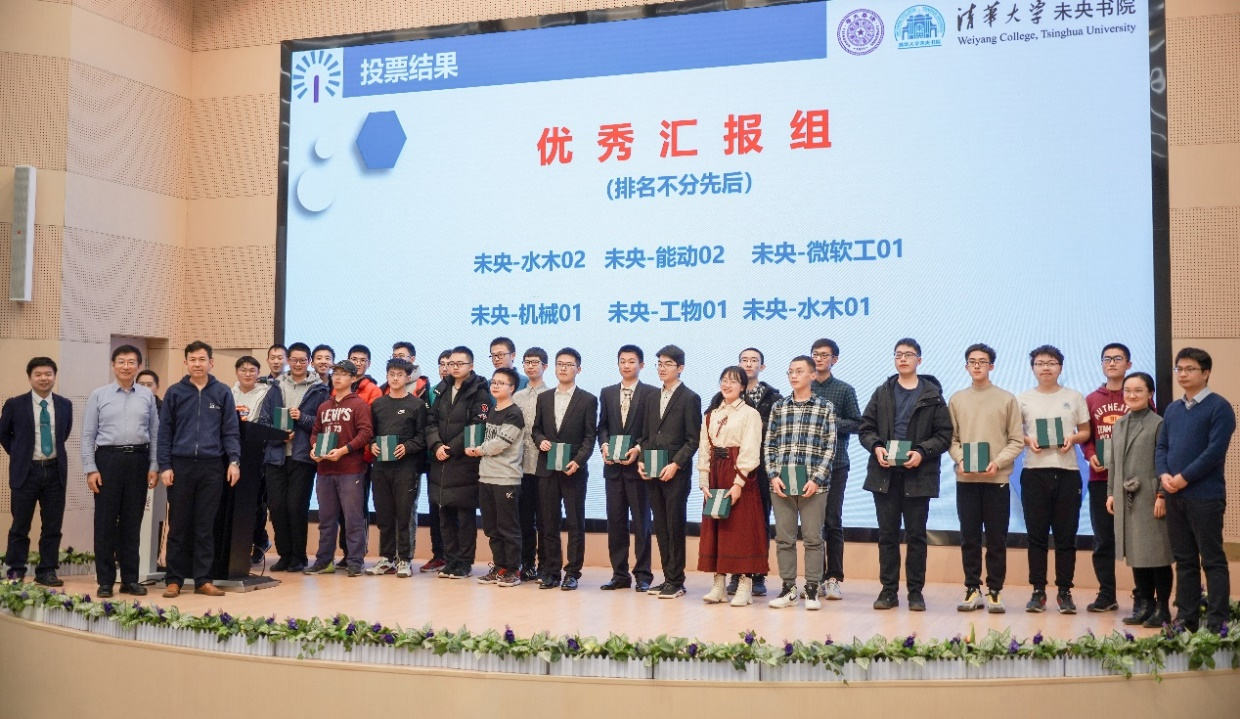 投票结果
清华大学 未央书院
Weiyang College, Tsinghua University
优秀汇报组
(排名不分先后)
未央-水木02 未央-能动02 未央-微软工01
未央-机械01 未央-工物01 未央-水木01
LEVI'S
AUTHENTIC
TEAM